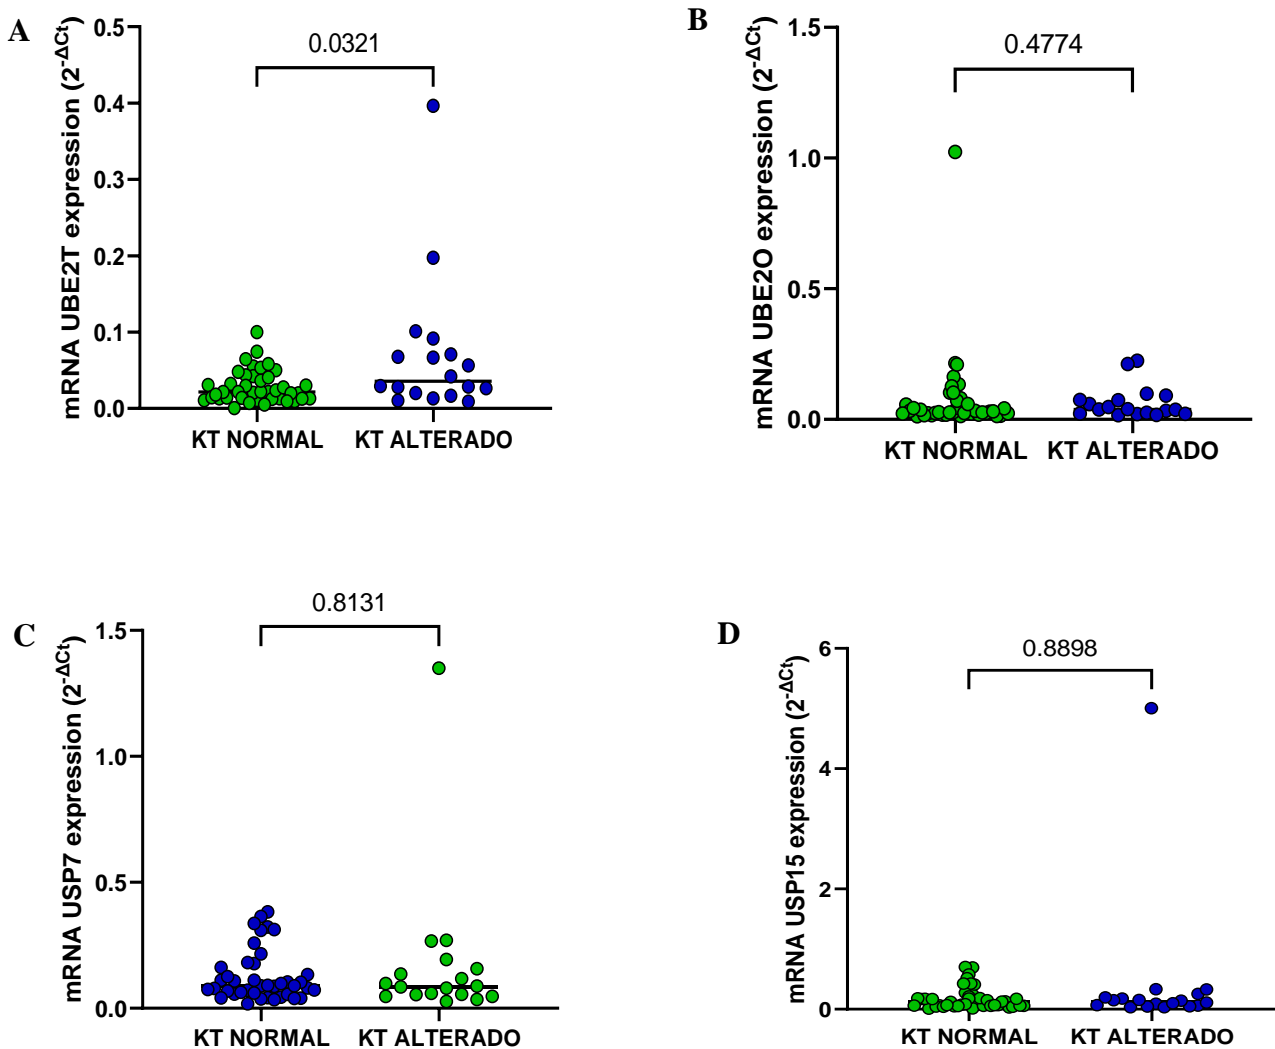 A
mRNA UBE2T expression (2^-ΔCt)
0.5
0.4
0.3
0.2
0.1
0.0
0.0321
KT NORMAL KT ALTERADO
B
mRNA UBE2O expression (2^-ΔCt)
1.5
1.0
0.5
0.0
0.4774
KT NORMAL KT ALTERADO
C
mRNA USP7 expression (2^-ΔCt)
1.5
1.0
0.5
0.0
0.8131
KT NORMAL KT ALTERADO
D
mRNA USP15 expression (2^-ΔCt)
6
4
2
0
0.8898
KT NORMAL KT ALTERADO